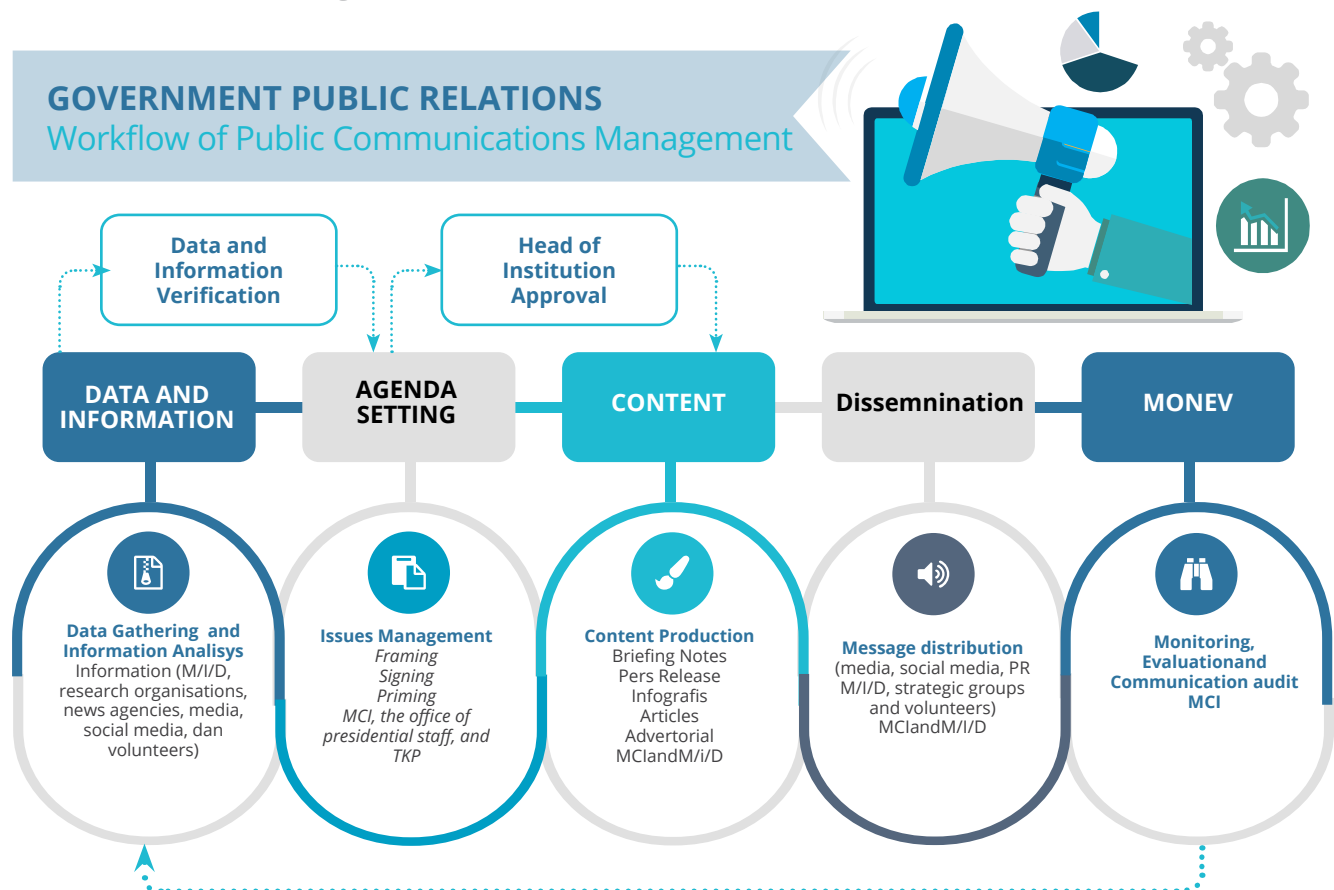 GOVERNMENT PUBLIC RELATIONS
Workflow of Public Communications Management
Data and
Information
Verification
Head of
Institution
Approval
DATA AND
INFORMATION
AGENDA
SETTING
CONTENT
Dissemnination
MONEV
Data Gathering and
Information Analisys
Information (M/I/D,
research organisations,
news agencies, media,
social media, dan
volunteers)
Issues Management
Framing
Signing
Priming
MCI, the office of
presidential staff, and
TKP
Content Production
Briefing Notes
Pers Release
Infografis
Articles
Advertorial
MCIandM/i/D
Message distribution
(media, social media, PR
M/I/D, strategic groups
and volunteers)
MCIandM/I/D
Monitoring,
Evaluationand
Communication audit
MCI